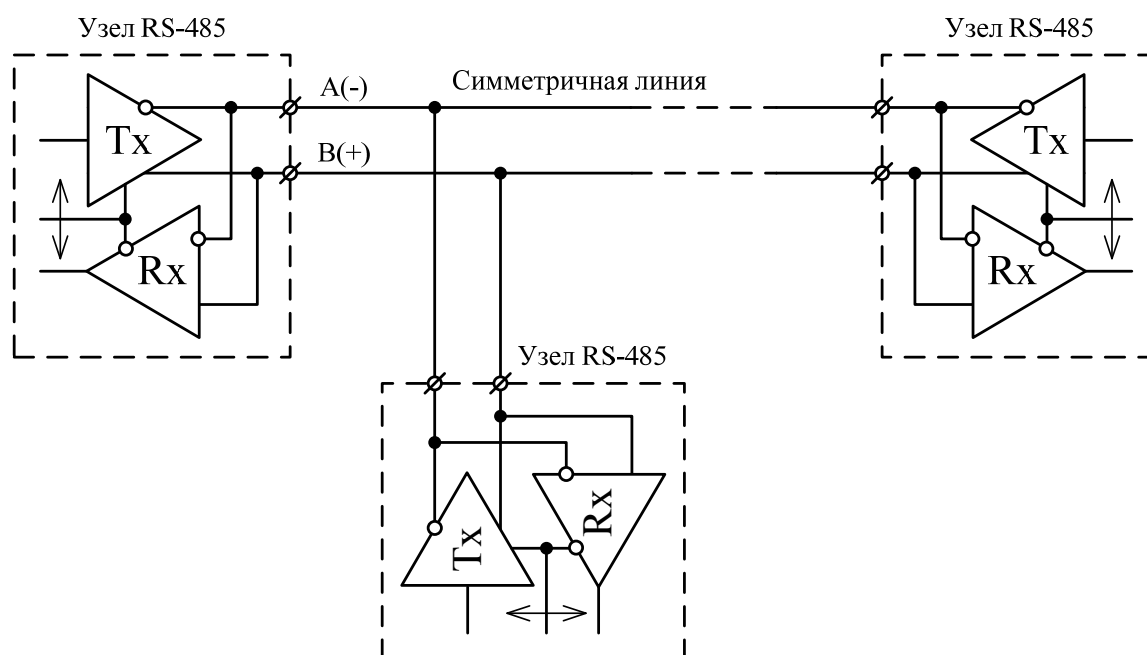 Узел RS-485
Узел RS-485
A(-)
Симметричная линия
Tx
Tx
B(+)
Rx
Rx
Узел RS-485
Tx
Rx